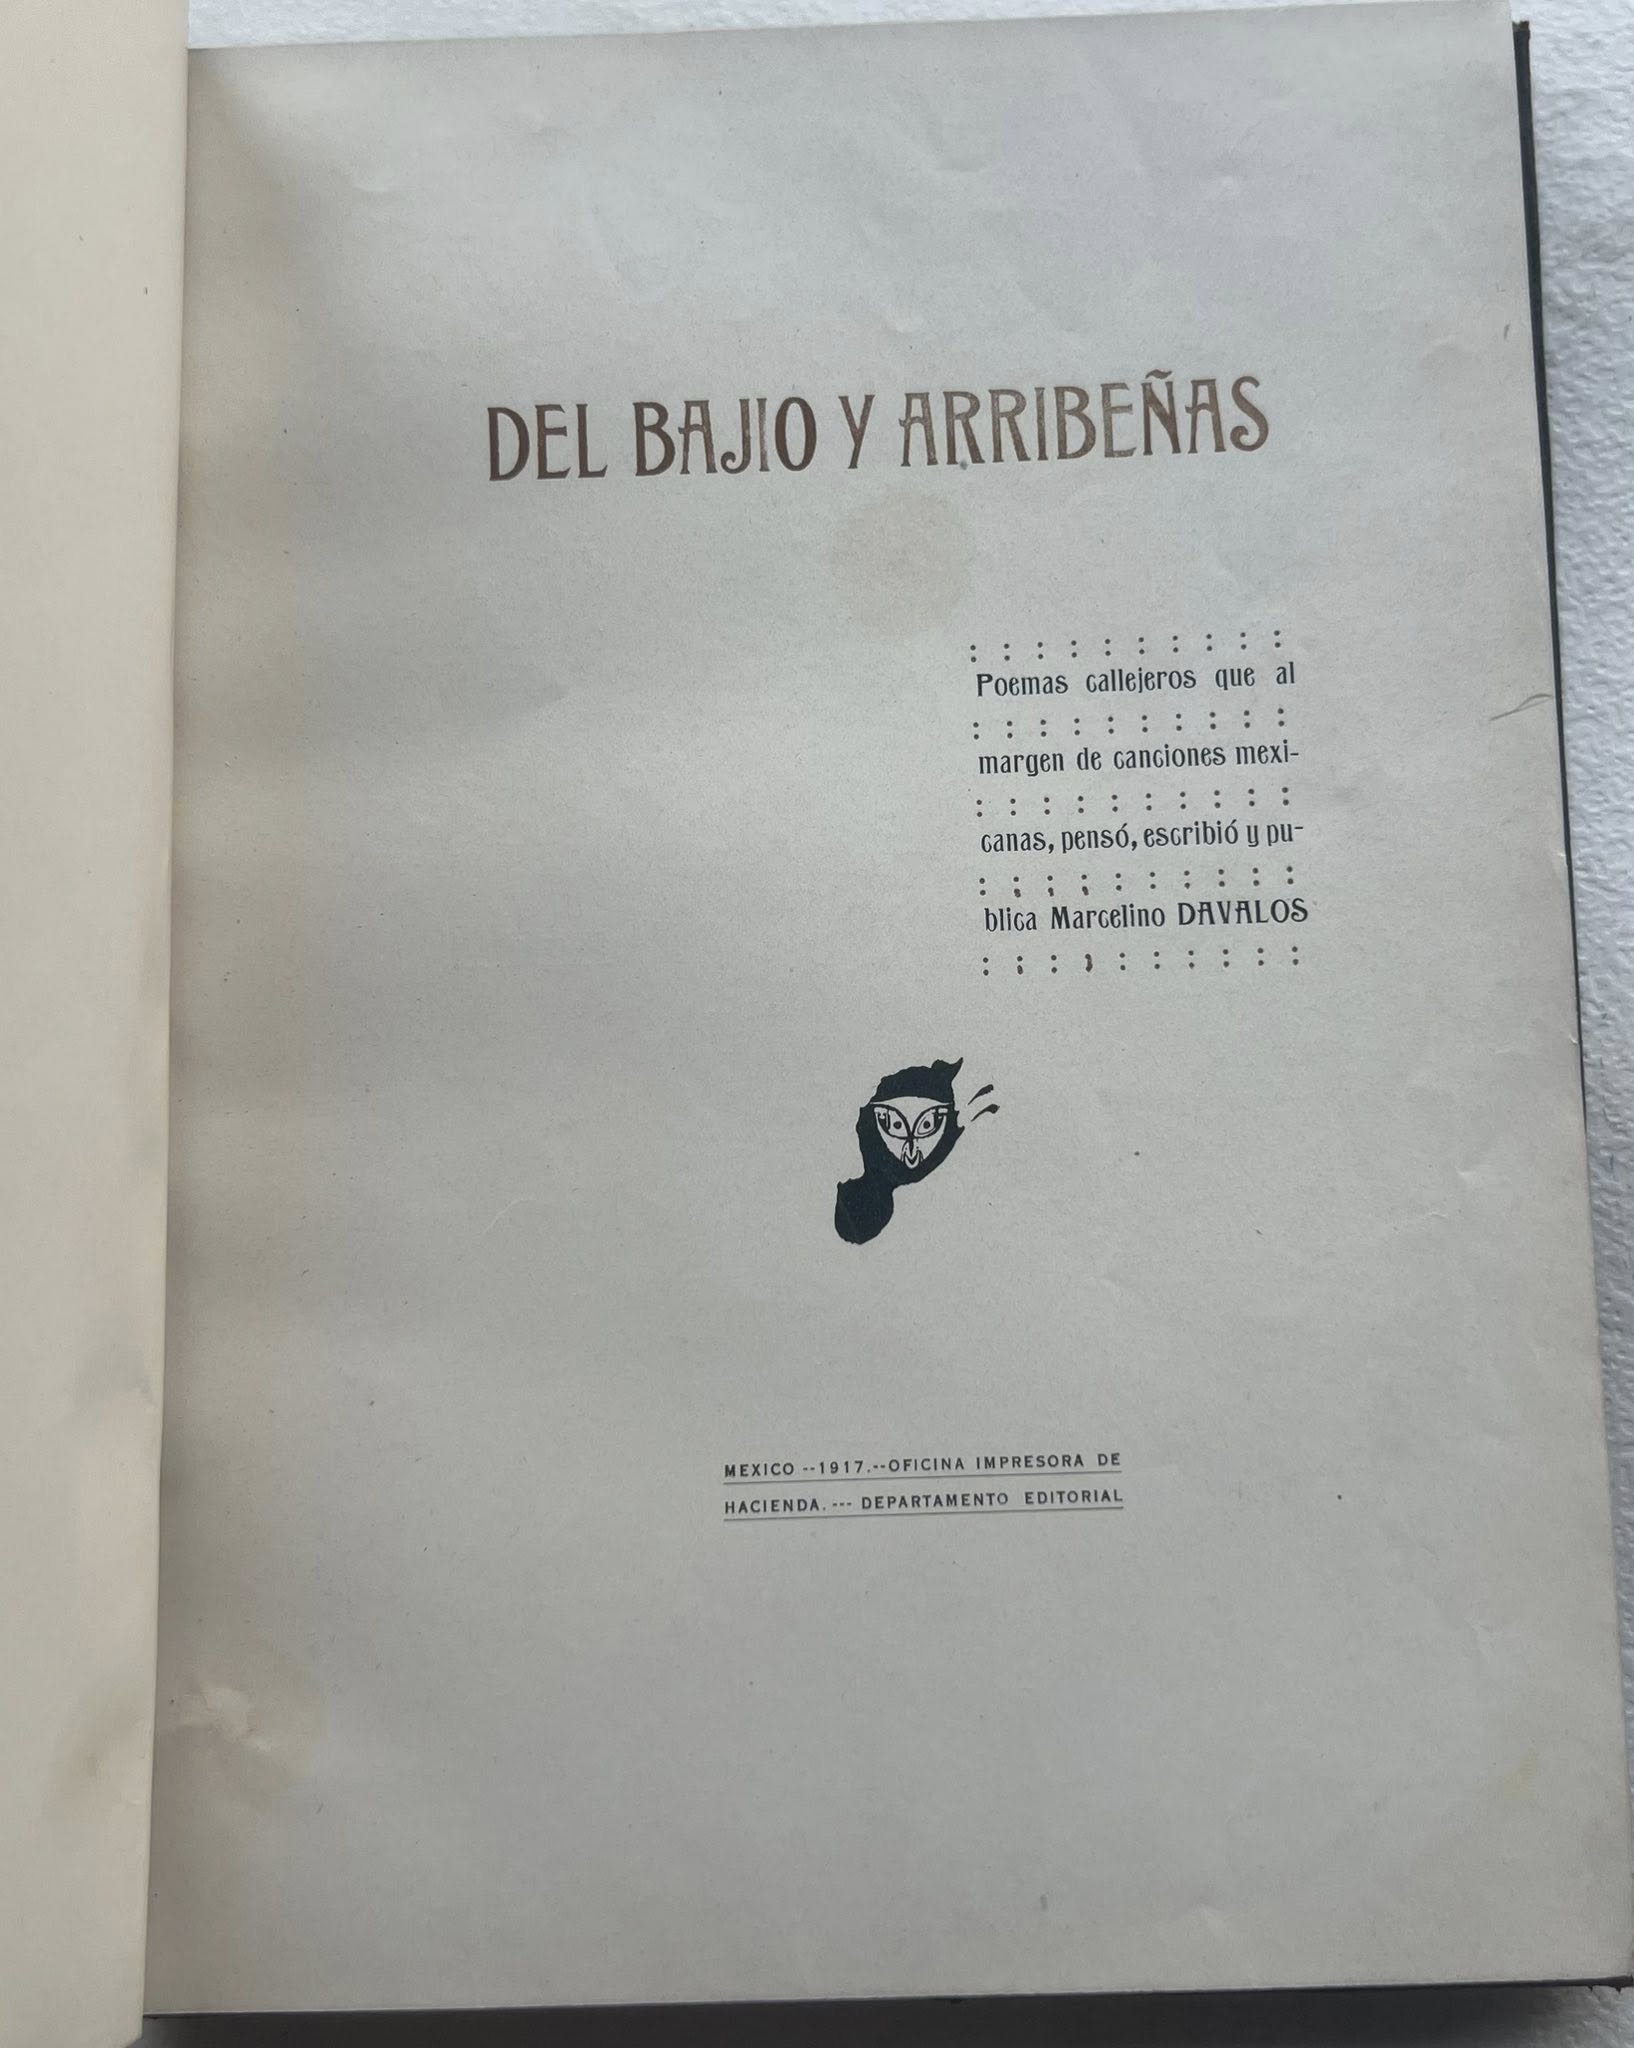 DEL BAJIO Y ARRIBEÑAS
: : : : : : : : : :
Poemas callejeros que al
: : : : : : : : : :
margen de canciones mexi-
: : : : : : : : : :
canas, pensó, escribió y pu-
: ; ; ; : : : : : :
blica Marcelino DAVALOS
: ; : ; : : : : : :
MEXICO --1917.--OFICINA IMPRESORA DE
HACIENDA.--- DEPARTAMENTO EDITORIAL